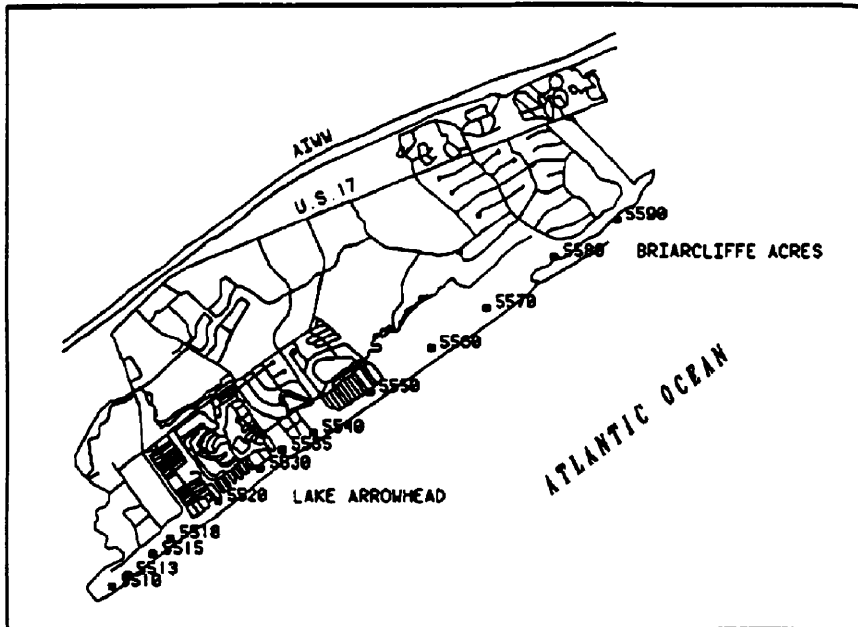 AIWW
U.S.17
5590
5580
BRIARCLIFFE ACRES
5570
5560
5550
ATLANTIC OCEAN
5540
5535
5530
5520
LAKE ARROWHEAD
5518
5515
5513
5510